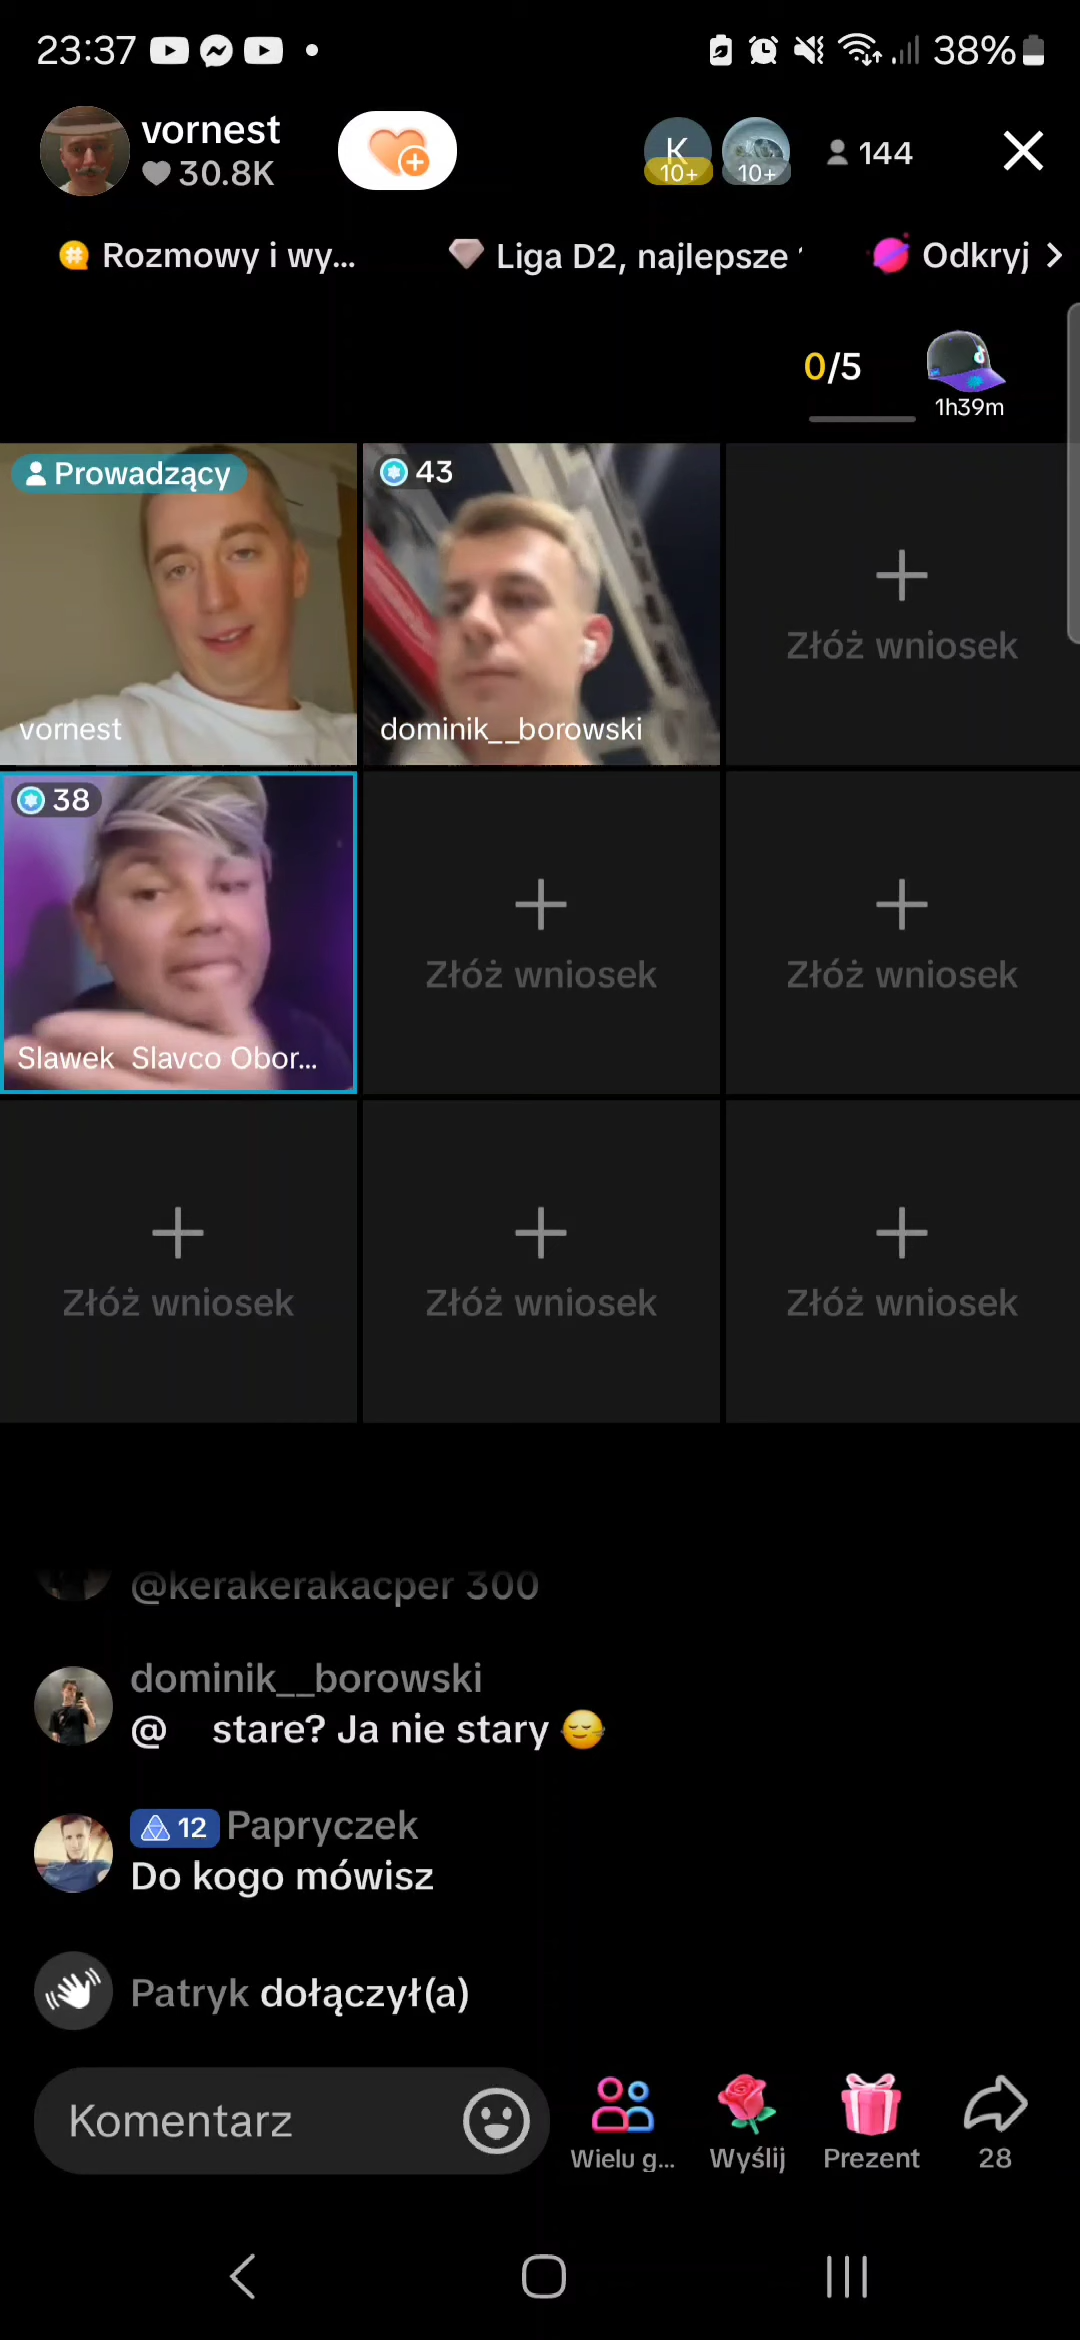 23:37
38%
vornest
30.8K
K
10+
10+
144
Rozmowy i wy...
Liga D2, najlepsze
Odkryj
0/5
1h39m
Prowadzący
vornest
43
dominik__borowski
Złóż wniosek
38
Slawek Slavco Obor...
Złóż wniosek
Złóż wniosek
Złóż wniosek
Złóż wniosek
Złóż wniosek
@kerakerakacper 300
dominik__borowski
@ stare? Ja nie stary
12 Papryczek
Do kogo mówisz
Patryk dołączył(a)
Komentarz
Wielu g...
Wyślij
Prezent
28